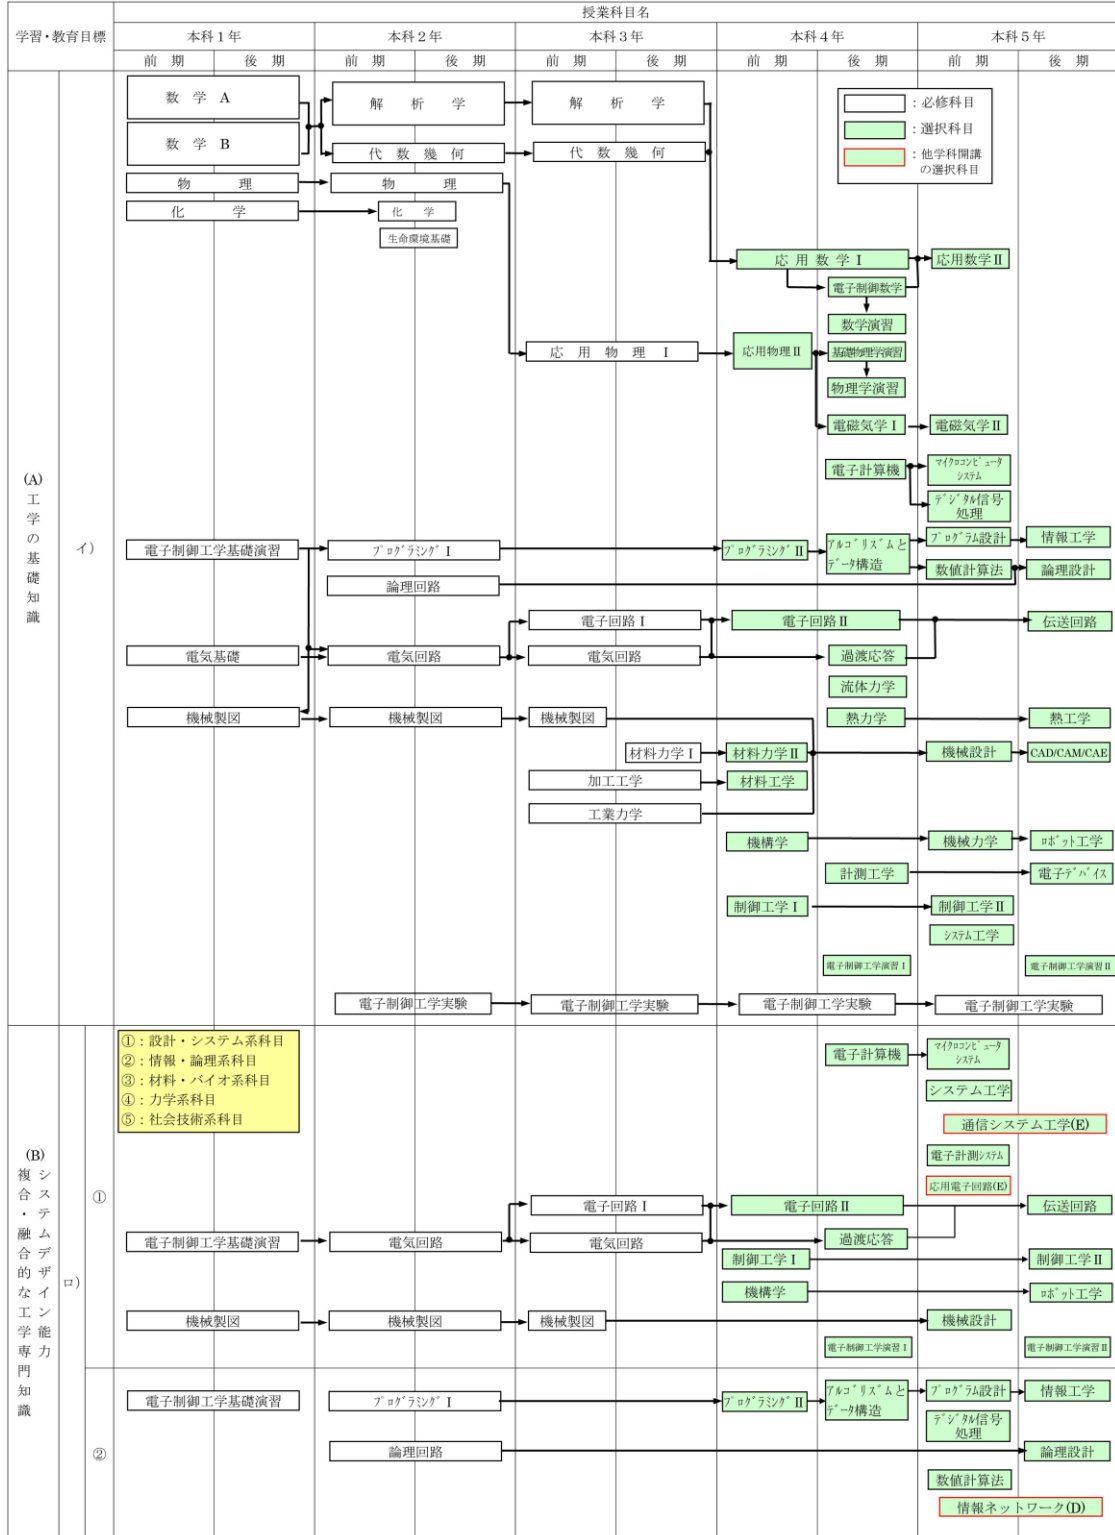 授業科目名
学習・教育目標
本科１年 本科２年 本科３年 本科４年 本科５年
前 期 後 期 前 期 後 期 前 期 後 期 前 期 後 期 前 期 後 期
(A)工学の基礎知識
イ)
数 学 A
解 析 学
解 析 学
：必修科目
：選択科目
：他学科開講
の選択科目
数 学 B
代 数 幾 何
代 数 幾 何
物 理
物 理
化 学
化 学
生命環境基礎
応 用 数 学 Ⅰ
応用数学Ⅱ
電子制御数学
数学演習
応 用 物 理 Ⅰ
応用物理Ⅱ
基礎物理学演習
物理学演習
電磁気学Ⅰ
電磁気学Ⅱ
電子計算機
マイクロコンピュータ
システム
デジタル信号
処理
電子制御工学基礎演習
プログラミングⅠ
プログラミングⅡ
アルゴリズムと
データ構造
プログラム設計
情報工学
論理回路
数値計算法
論理設計
電子回路Ⅰ
電子回路Ⅱ
伝送回路
電気基礎
電気回路
電気回路
過渡応答
流体力学
機械製図
機械製図
機械製図
熱力学
熱工学
材料力学Ⅰ
材料力学Ⅱ
機械設計
CAD/CAM/CAE
加工工学
材料工学
工業力学
機構学
機械力学
ロボット工学
計測工学
電子デバイス
制御工学Ⅰ
制御工学Ⅱ
システム工学
電子制御工学演習Ⅰ
電子制御工学演習Ⅱ
電子制御工学実験
電子制御工学実験
電子制御工学実験
電子制御工学実験
(B)
システムデザイン能力
複合・融合的な工学専門知識
ロ)
①：設計・システム系科目
②：情報・論理系科目
③：材料・バイオ系科目
④：力学系科目
⑤：社会技術系科目
①
電子計算機
マイクロコンピュータ
システム
システム工学
通信システム工学(E)
電子計測システム
応用電子回路(E)
電子回路Ⅰ
電子回路Ⅱ
伝送回路
電子制御工学基礎演習
電気回路
電気回路
過渡応答
制御工学Ⅰ
制御工学Ⅱ
機構学
ロボット工学
機械製図
機械製図
機械製図
機械設計
電子制御工学演習Ⅰ
電子制御工学演習Ⅱ
②
電子制御工学基礎演習
プログラミングⅠ
プログラミングⅡ
アルゴリズムと
データ構造
プログラム設計
情報工学
デジタル信号
処理
論理回路
論理設計
数値計算法
情報ネットワーク(D)